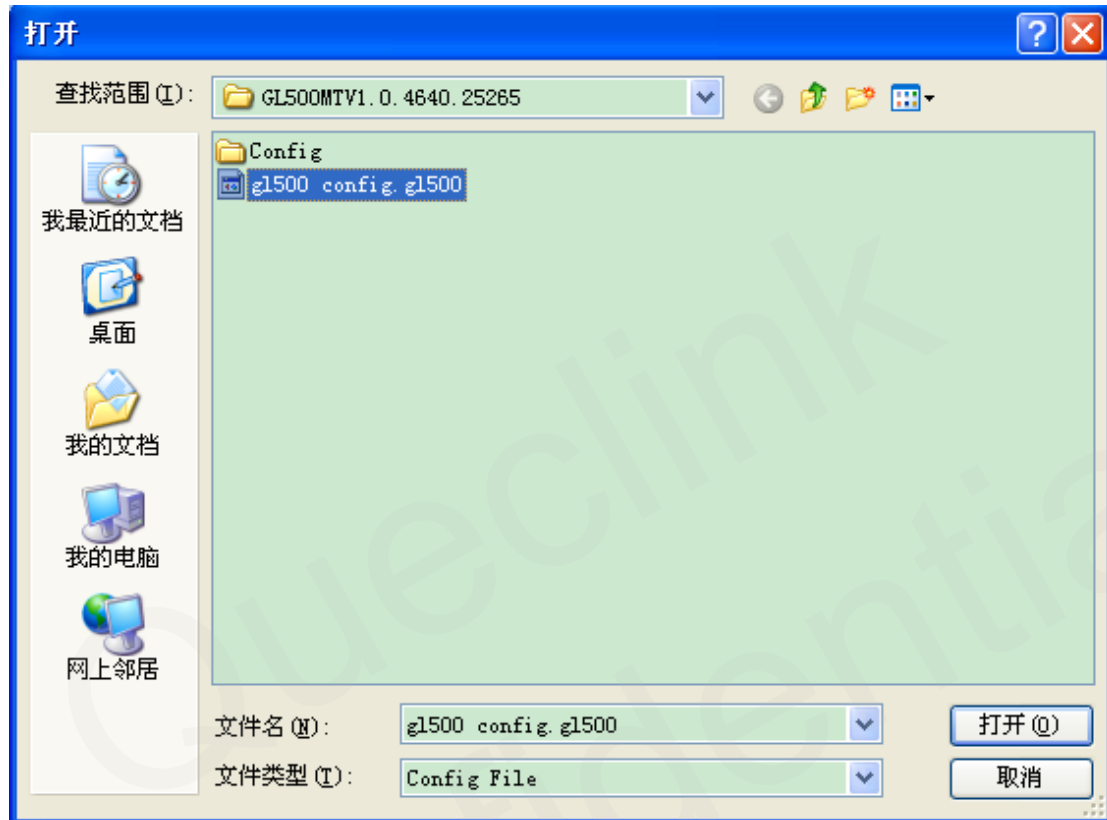 打开
查找范围(I):
GL500MTV1.0.4640.25265
Config
gl500 config.gl500
我最近的文档
桌面
我的文档
我的电脑
网上邻居
文件名(N):
gl500 config.gl500
打开(O)
文件类型(T):
Config File
取消
Queclink